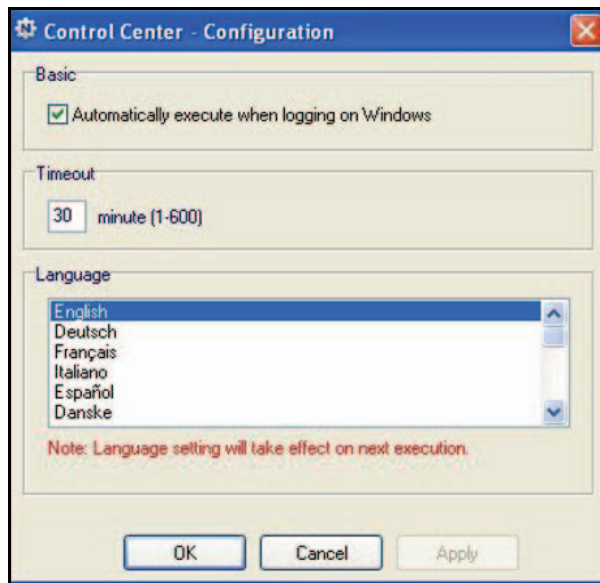 Control Center - Configuration
Basic
Automatically execute when logging on Windows
Timeout
30 minute (1-600)
Language
English
Deutsch
Français
Italiano
Español
Danske
Note: Language setting will take effect on next execution.
OK Cancel Apply